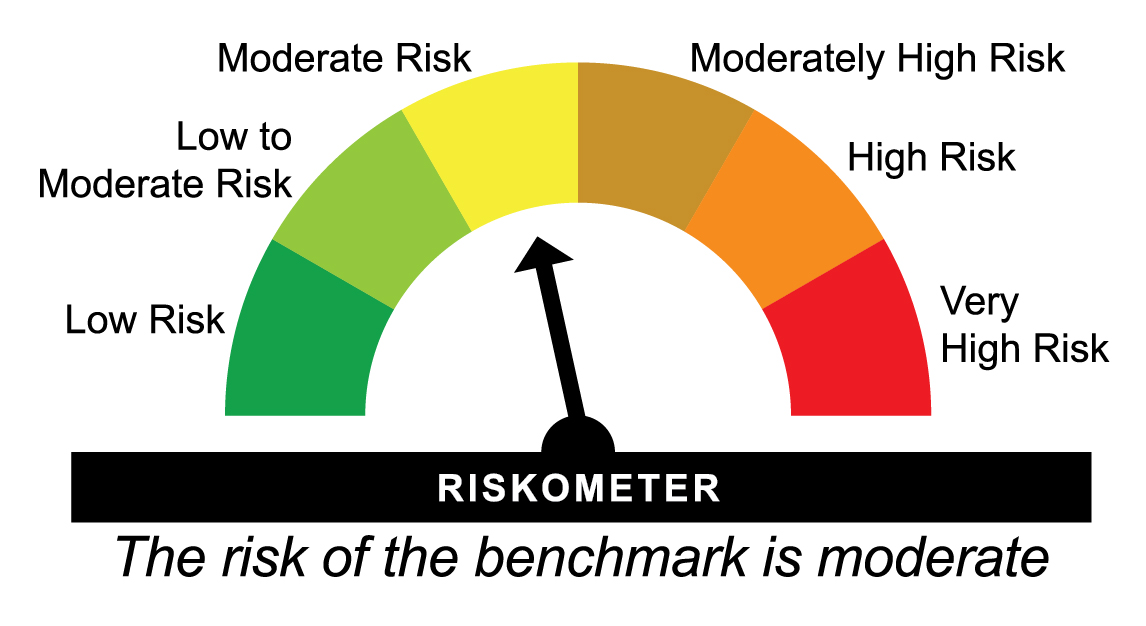 Moderate Risk
Moderately High Risk
Low to
Moderate Risk
High Risk
Low Risk
Very
High Risk
RISKOMETER
The risk of the benchmark is moderate